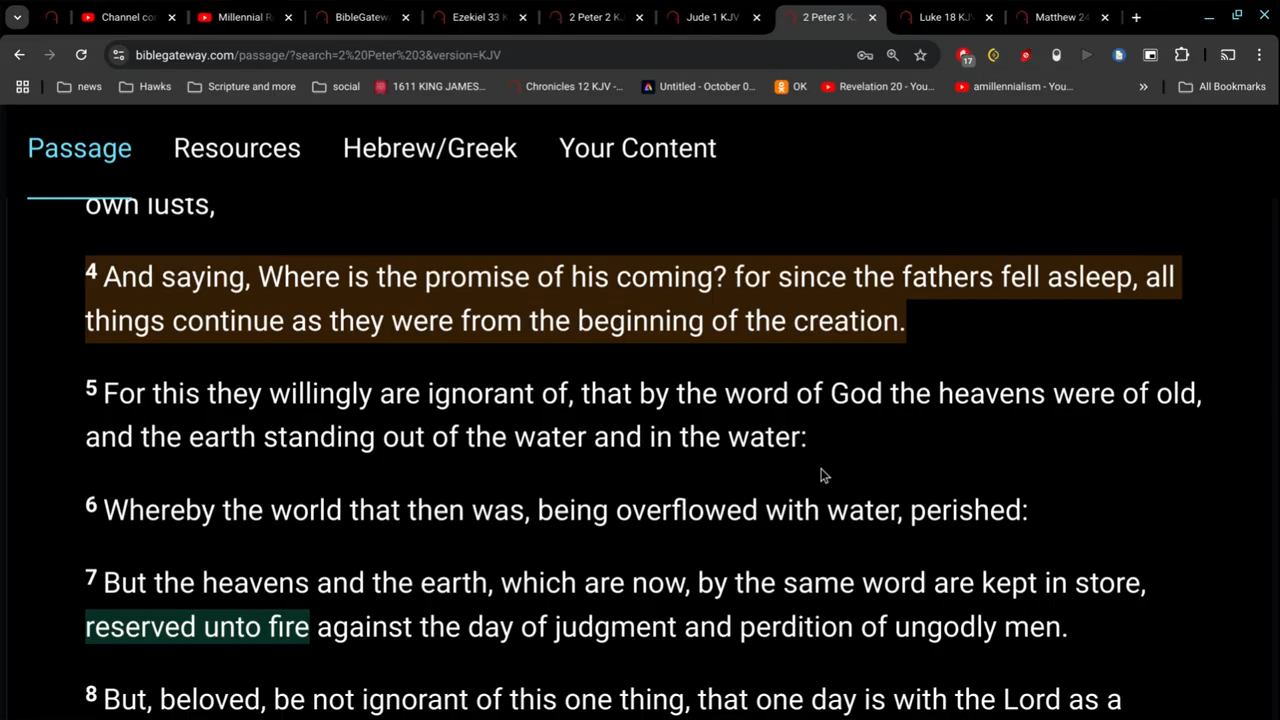 Channel co
Millennial R
BibleGatew
Ezekiel 33 K
2 Peter 2 K
Jude 1 KJV
2 Peter 3 K
Luke 18 KJ
Matthew 24
biblegateway.com/passage/?search=2%20Peter%203&version=KJV
17
news
Hawks
Scripture and more
social
1611 KING JAMES...
Chronicles 12 KJV -...
Untitled - October 0...
OK
Revelation 20 - You...
amillennialism - You...
All Bookmarks
Passage Resources Hebrew/Greek Your Content
own lusts,
4 And saying, Where is the promise of his coming? for since the fathers fell asleep, all
things continue as they were from the beginning of the creation.
5 For this they willingly are ignorant of, that by the word of God the heavens were of old,
and the earth standing out of the water and in the water:
6 Whereby the world that then was, being overflowed with water, perished:
7 But the heavens and the earth, which are now, by the same word are kept in store,
reserved unto fire against the day of judgment and perdition of ungodly men.
8 But, beloved, be not ignorant of this one thing, that one day is with the Lord as a